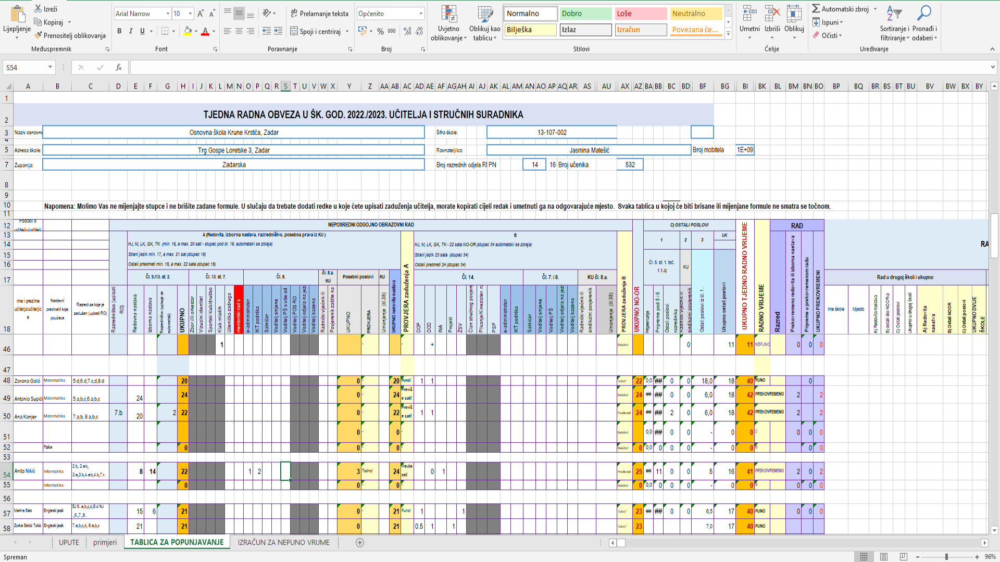 Izreži
Kopiraj
Prenositelj oblikovanja
Lijepljenje
Međuspremnik
Arial Narrow 10
B I U
Font
Prelamanje teksta
Spoji i centriraj
Poravnanje
Općenito
% 000
Broj
Uvjetno oblikovanje
Oblikuj kao tablicu
Normalno Dobro Loše Neutralno
Bilješka Izlaz Izračun Povezana će...
Stilovi
Umetni Izbriši Oblikuj
Ćelije
Automatski zbroj
Ispuni
Očisti
Sortiranje i filtriranje
Pronađi i odaberi
Uređivanje
S54
fx
A B C D E F G H I J K L M N O P Q R S T U V W X Y Z AA AB AC AD AE AF AG AH AI AJ AK AL AM AN AO AP AQ AR AS AU AX AZ BA BB BC BD BF BG BI BK BL BM BN BO BP BQ BR BS BT BU BV BW BX BY
1
2 TJEDNA RADNA OBVEZA U ŠK. GOD. 2022./2023. UČITELJA I STRUČNIH SURADNIKA
3 Naziv osnovne Osnovna škola Krune Krstića, Zadar Šifra škole: 13-107-002
4
5 Adresa škole: Trg Gospe Loretske 3, Zadar Ravnatelj/ica: Jasmina Matešić Broj mobitela 1E+09
7 Županija: Zadarska Broj razrednih odjela RI PN 14 16 Broj učenika 532
8
9
10 Napomena: Molimo Vas ne mijenjajte stupce i ne brišite zadane formule. U slučaju da trebate dodati redke u koje ćete upisati zaduženja učitelja, morate kopirati cijeli redak i umetnuti ga na odgovarajuće mjesto. Svaka tablica u kojoj će biti brisane ili mijenjane formule ne smatra se točnom.
11
12 NEPOSREDNI ODGOJNO OBRAZOVNI RAD C) OSTALI POSLOVI RAD
13 A (Redovita, izborna nastava, razredništvo, posebna prava iz KU ) B 1 2 3 UK
14 HJ, M, LK, GK, TK (min. 16, a max. 20 sati - stupac pod br. 16. automatski se zbraja) HJ, M, LK, GK, TK - 22 sata NO-OR (stupac 34 automatski se zbraja) RA
15 Strani jezik min. 17, a max. 21 sat (stupac 16) Strani jezik 23 sata (stupac 34)
16 Ostali prtedmeti min. 18, a max. 22 sata (stupac 16) Ostali predmeti 24 (stupac 34) Čl. 5. st. 1. toč. 1.1.a) KU
17 Čl. 9./13. st. 2. Čl. 13. st. 7. Čl. 8. čl. 8.a. KU Posebni poslovi KU Čl. 14. Čl. 7. i 8. KU čl. 8.a. Rad u drugoj školi i ukupno
18 Ime i prezime učitelja/učiteljice
Nastavni predmet/i koje poučava
Razredi za koje je zadužen (upisati RO)
Razredništvo (upisati RO)
Redovna nastava
Izborna nastava
Razredništvo (upisuje se automatski)
UKUPNO
Zbor i/ili orkestar
Vizualni identitet
Sportski klub/društvo
Klub mladih
Učenička zadruga
mentorski rad s
e-administrator
IKT podrška
Satničar
Voditelj smjene
Voditelj PŠ s više od
Voditelj POS RO
Voditelj odjela na jezi
Voditelj bazena
Radnički vijećnik ili
Povjerenik zaštite na
UKUPNO
PROVJERA
Umanjenje (čl.38)
UKUPNO redovita nastava
PROVJERA zaduženja A
DOP
DOD
INA
Projekt
ŽSV
Član stručnog povjere
Plivanje/Kinezioter
PSP
e-administrator
IKT podrška
Satničar
Voditelj smjene
Voditelj PŠ
Voditelj odjela na jezi
Voditelj bazena
Radnički vijećnik ili
sindikalni povjerenik
Umanjenje (čl.38)
PROVJERA zaduženja B
UKUPNO NO-OR
Pripremanje
Pripreme pod 5 i 6
Ostali poslovi razrednika
Radnički vijećnik ili sindikalni povjerenik
Ostali poslovi iz čl. 1.
Ukupno ostali poslovi
UKUPNO TJEDNO RADNO VRIJEME
RADNO VRIJEME
Razred
Prekovremeno redovita ili izborna nastava
Pripreme u prekovremenom radu
UKUPNO PREKOVREMENI
Ime škole
Mjesto
A) Redovita nastava
B) ostali NOOR-a
C) Ostali poslovi
Ukupno u drugoj školi
A) Redovita nastava
B) ostali NOOR
C) ostali poslovi
UKUPNO DVIJE ŠKOLE
46 1 - - + Netočno! 0 11 11 NEPUNO 0 0 0
47
48 Zorana Galić Matematika 5.d,6.d,7.c,d,8.d 20 0 - 20 Puno! 1 1 Točno!" 22 0,0 ## 0 0 18,0 18 40 PUNO 0
49 Antonio Supičić Matematika 5.a,b,c,6.a,b,c 24 24 0 - 24 Previše sati! Netočno! 24 ## ## 0 0 6,0 18 42 PREKOVREMENO 2 2
50 Ana Kanjer Matematika 7.a,b, 8.a,b,c 7.b 20 2 22 0 - 22 Previše sati! 1 1 Previše sati! 24 ## ## 2 0 6,0 18 42 PREKOVREMENO 2 2
51 0 - 0 - Netočno! 0,0 ## 0 0 - 0 0 0 0 0 0
52 Fizika 0 0 - 0 - Netočno! 0 0,0 0 0 0 - 0 0 0 0 0
53
54 Anita Nikić Informatika 2.b, 2.a/c, 3.a,3.b,4.a/c,4.b,7.r. 8 14 22 1 2 3 Točno! 24 Previše sati! 0 1 Previše sati! 25 ## 11 0 0 5 16 41 PREKOVREMENO 2 0 2
55 Informatika 0 0 - 0 - Netočno! 0 0,0 0 0 0 - 0 0 0 0 0 0
56
57 Marina Bais Engleski jezik EJ 6..a,b,c,d,8.d NJ .,6.,7.,8. 15 6 21 0 - 21 Puno! 1 1 Točno!" 23 ## ## 0 0 6,5 17 40 PUNO 0 0 0
58 Zorka Bebić Tokić Engleski jezik 7.a,b,c,d, 8.a,b,c 21 21 0 21 0.5 1 1 Točno!" 23 7,0 17 40 PUNO
UPUTE primjeri TABLICA ZA POPUNJAVANJE IZRAČUN ZA NEPUNO VRIJME
Spreman 96%